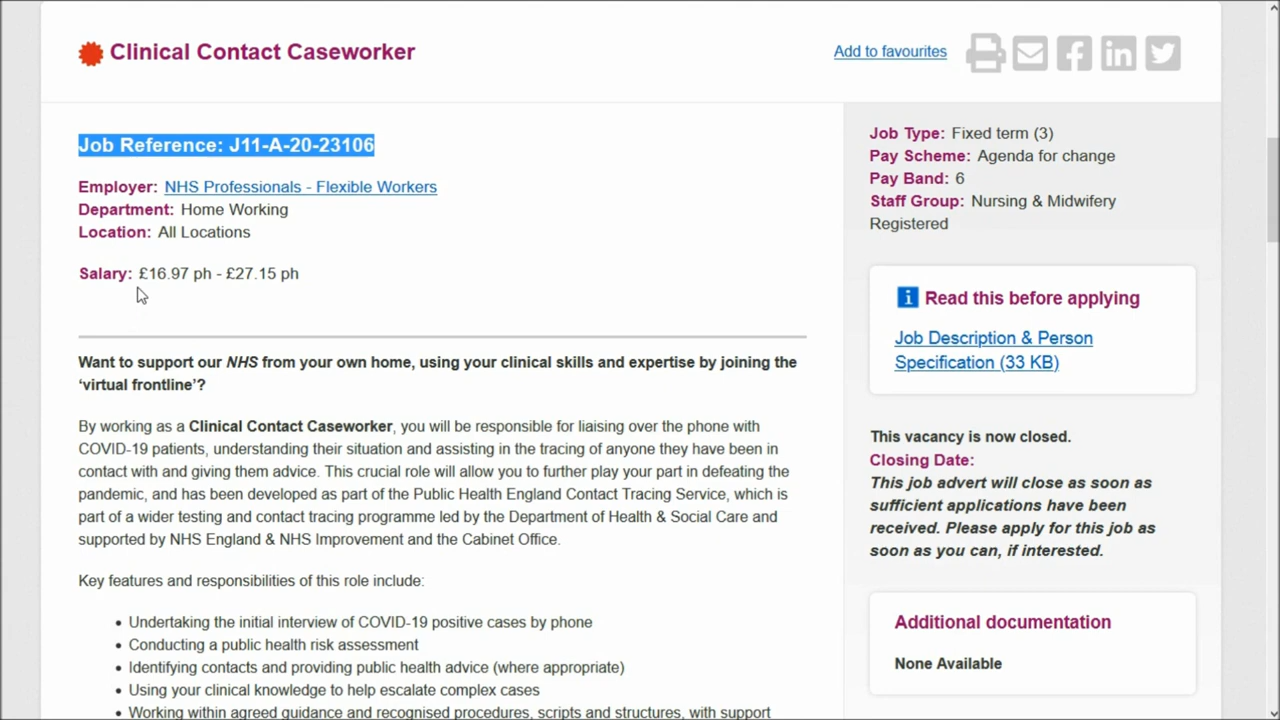 Clinical Contact Caseworker
Add to favourites
Job Reference: J11-A-20-23106
Employer: NHS Professionals - Flexible Workers
Department: Home Working
Location: All Locations
Salary: £16.97 ph - £27.15 ph
Want to support our NHS from your own home, using your clinical skills and expertise by joining the
‘virtual frontline’?
By working as a Clinical Contact Caseworker, you will be responsible for liaising over the phone with
COVID-19 patients, understanding their situation and assisting in the tracing of anyone they have been in
contact with and giving them advice. This crucial role will allow you to further play your part in defeating the
pandemic, and has been developed as part of the Public Health England Contact Tracing Service, which is
part of a wider testing and contact tracing programme led by the Department of Health & Social Care and
supported by NHS England & NHS Improvement and the Cabinet Office.
Key features and responsibilities of this role include:
• Undertaking the initial interview of COVID-19 positive cases by phone
• Conducting a public health risk assessment
• Identifying contacts and providing public health advice (where appropriate)
• Using your clinical knowledge to help escalate complex cases
• Working within agreed guidance and recognised procedures, scripts and structures, with support
Job Type: Fixed term (3)
Pay Scheme: Agenda for change
Pay Band: 6
Staff Group: Nursing & Midwifery
Registered
Read this before applying
Job Description & Person
Specification (33 KB)
This vacancy is now closed.
Closing Date:
This job advert will close as soon as
sufficient applications have been
received. Please apply for this job as
soon as you can, if interested.
Additional documentation
None Available